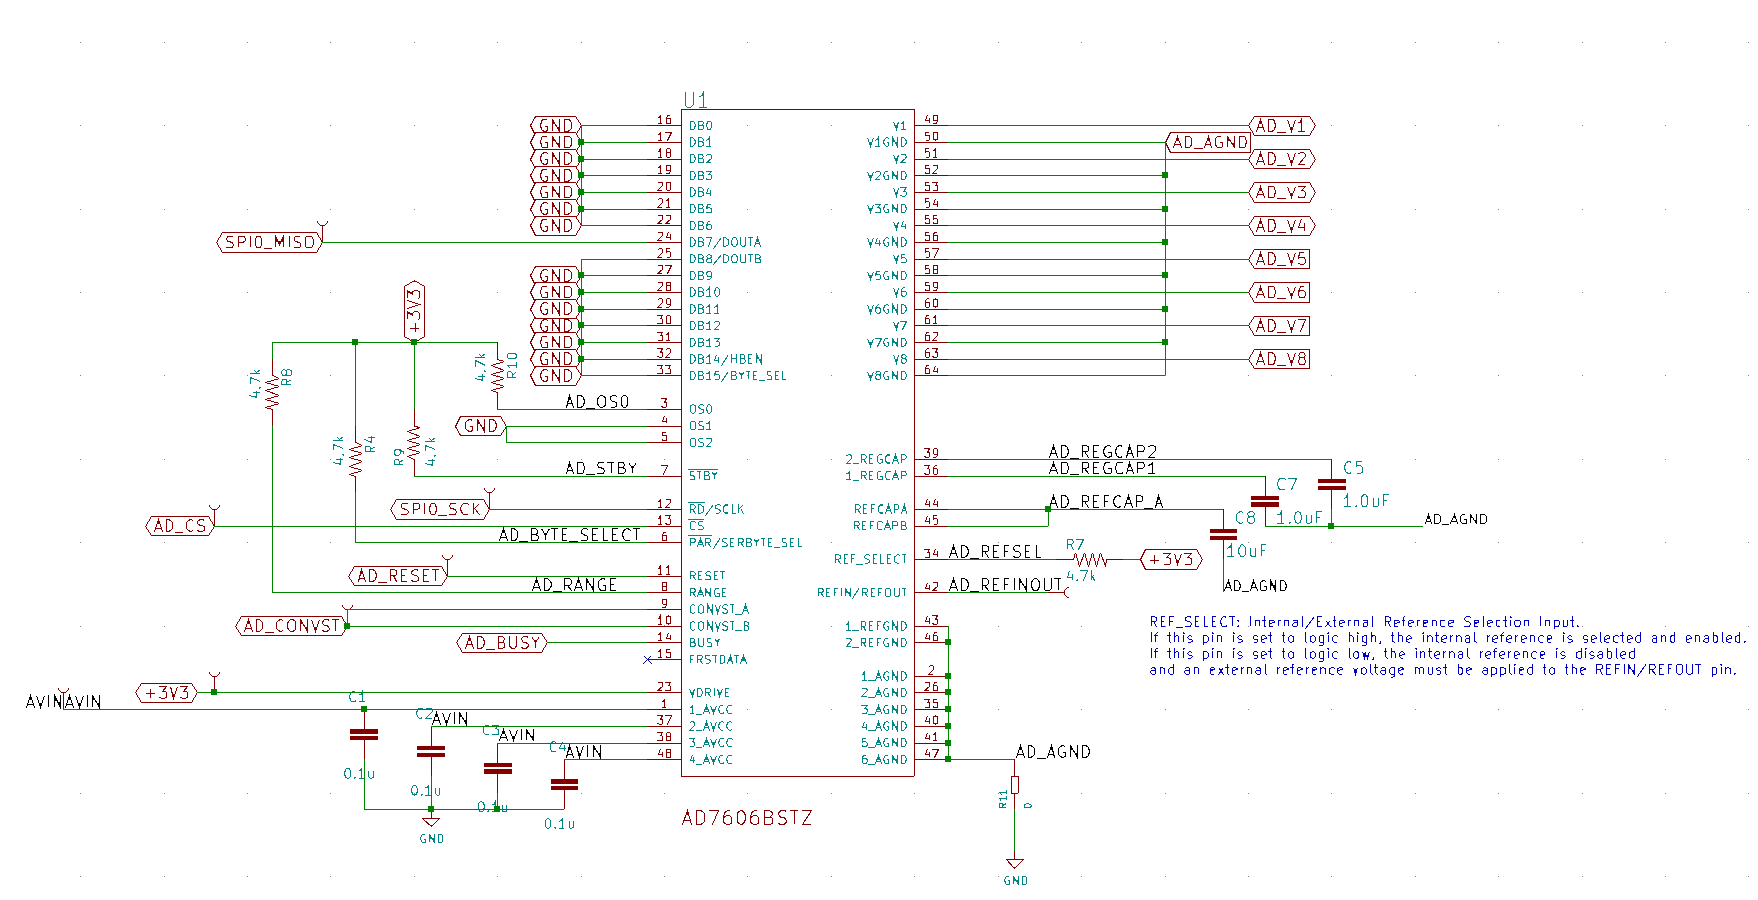 U1
GND 16 DB0
GND 17 DB1
GND 18 DB2
GND 19 DB3
GND 20 DB4
GND 21 DB5
GND 22 DB6
SPI0_MISO 24 DB7/DOUTA
25 DB8/DOUTB
GND 27 DB9
GND 28 DB10
GND 29 DB11
GND 30 DB12
GND 31 DB13
GND 32 DB14/HBEN
GND 33 DB15/BYTE_SEL
+3V3
4.7k R8
4.7k R4
R9 4.7k
4.7k R10
AD_OS0 3 OS0
GND 4 OS1
5 OS2
AD_STBY 7 STBY
SPI0_SCK 12 RD/SCLK
AD_CS 13 CS
AD_BYTE_SELECT 6 PAR/SERBYTE_SEL
AD_RESET 11 RESET
AD_RANGE 8 RANGE
9 CONVST_A
AD_CONVST 10 CONVST_B
AD_BUSY 14 BUSY
15 FRSTDATA
+3V3 23 VDRIVE
AVIN AVIN 1 1_AVCC
AVIN 37 2_AVCC
AVIN 38 3_AVCC
AVIN 48 4_AVCC
C1 0.1u
C2 0.1u
C3 0.1u
C4 0.1u
GND
V1 49 AD_V1
V1GND 50 AD_AGND
V2 51 AD_V2
V2GND 52
V3 53 AD_V3
V3GND 54
V4 55 AD_V4
V4GND 56
V5 57 AD_V5
V5GND 58
V6 59 AD_V6
V6GND 60
V7 61 AD_V7
V7GND 62
V8 63 AD_V8
V8GND 64
2_REGCAP 39 AD_REGCAP2
1_REGCAP 36 AD_REGCAP1
C5 1.0uF
C7 1.0uF
AD_AGND
REFCAPA 44 AD_REFCAP_A
REFCAPB 45
C8 10uF
AD_AGND
REF_SELECT 34 AD_REFSEL R7 4.7k +3V3
REFIN/REFOUT 42 AD_REFINOUT
1_REFGND 43
2_REFGND 46
1_AGND 2
2_AGND 26
3_AGND 35
4_AGND 40
5_AGND 41
6_AGND 47 AD_AGND
R11 0
GND
REF_SELECT: Internal/External Reference Selection Input.
If this pin is set to logic high, the internal reference is selected and enabled.
If this pin is set to logic low, the internal reference is disabled
and an external reference voltage must be applied to the REFIN/REFOUT pin.
AD7606BSTZ